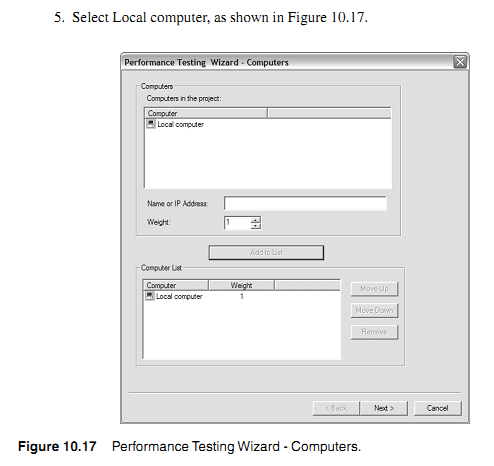 5. Select Local computer, as shown in Figure 10.17.
Performance Testing Wizard - Computers
Computers
Computers in the project:
Computer
Local computer
Name or IP Address:
Weight:
1
Add to List
Computer List
Computer Weight
Local computer 1
Move Up
Move Down
Remove
< Back Next > Cancel
Figure 10.17 Performance Testing Wizard - Computers.